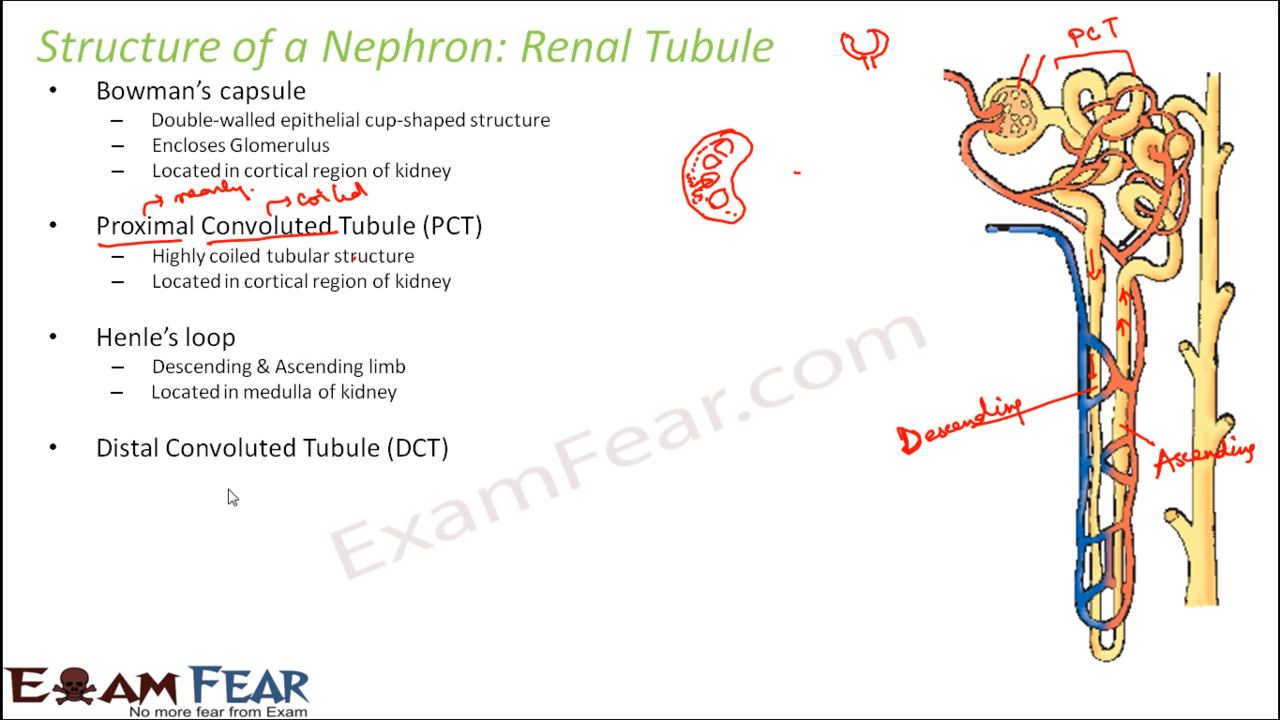 Structure of a Nephron: Renal Tubule
PCT
• Bowman's capsule
– Double-walled epithelial cup-shaped structure
– Encloses Glomerulus
– Located in cortical region of kidney
nearly. coiled
• Proximal Convoluted Tubule (PCT)
– Highly coiled tubular structure
– Located in cortical region of kidney
• Henle's loop
– Descending & Ascending limb
– Located in medulla of kidney
Descending
Ascending
• Distal Convoluted Tubule (DCT)
ExamFear.com
EXAM FEAR
No more fear from Exam